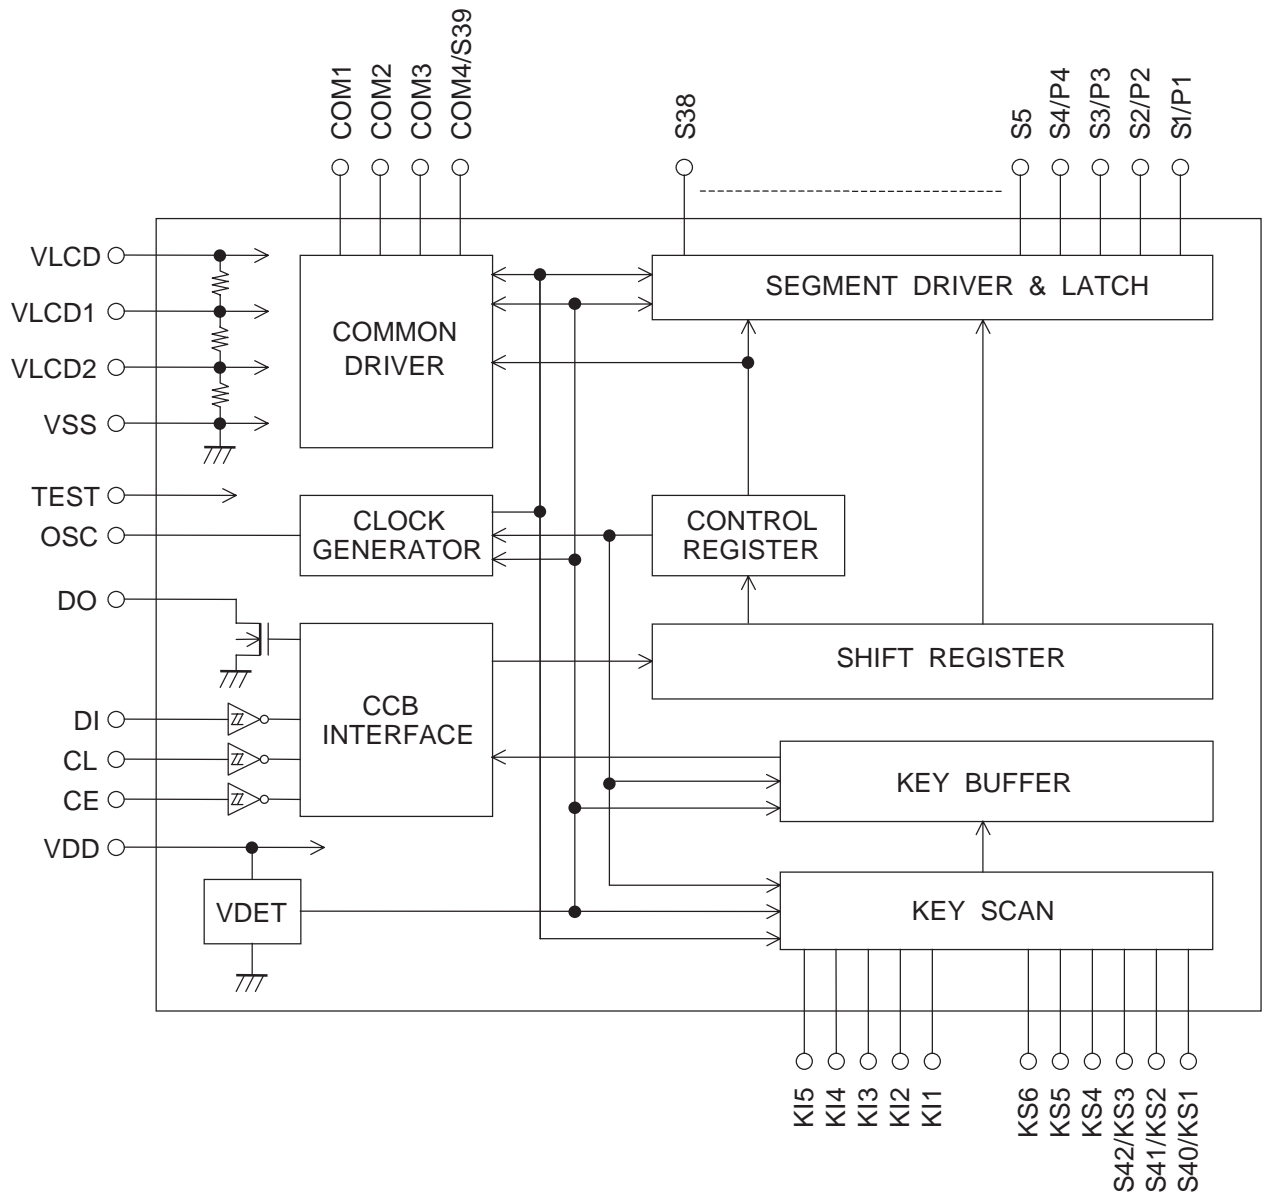 COM1
COM2
COM3
COM4/S39
S38
S5
S4/P4
S3/P3
S2/P2
S1/P1
VLCD
VLCD1
VLCD2
VSS
TEST
OSC
DO
DI
CL
CE
VDD
COMMON
DRIVER
SEGMENT DRIVER & LATCH
CLOCK
GENERATOR
CONTROL
REGISTER
CCB
INTERFACE
SHIFT REGISTER
KEY BUFFER
VDET
KEY SCAN
KI5
KI4
KI3
KI2
KI1
KS6
KS5
KS4
S42/KS3
S41/KS2
S40/KS1